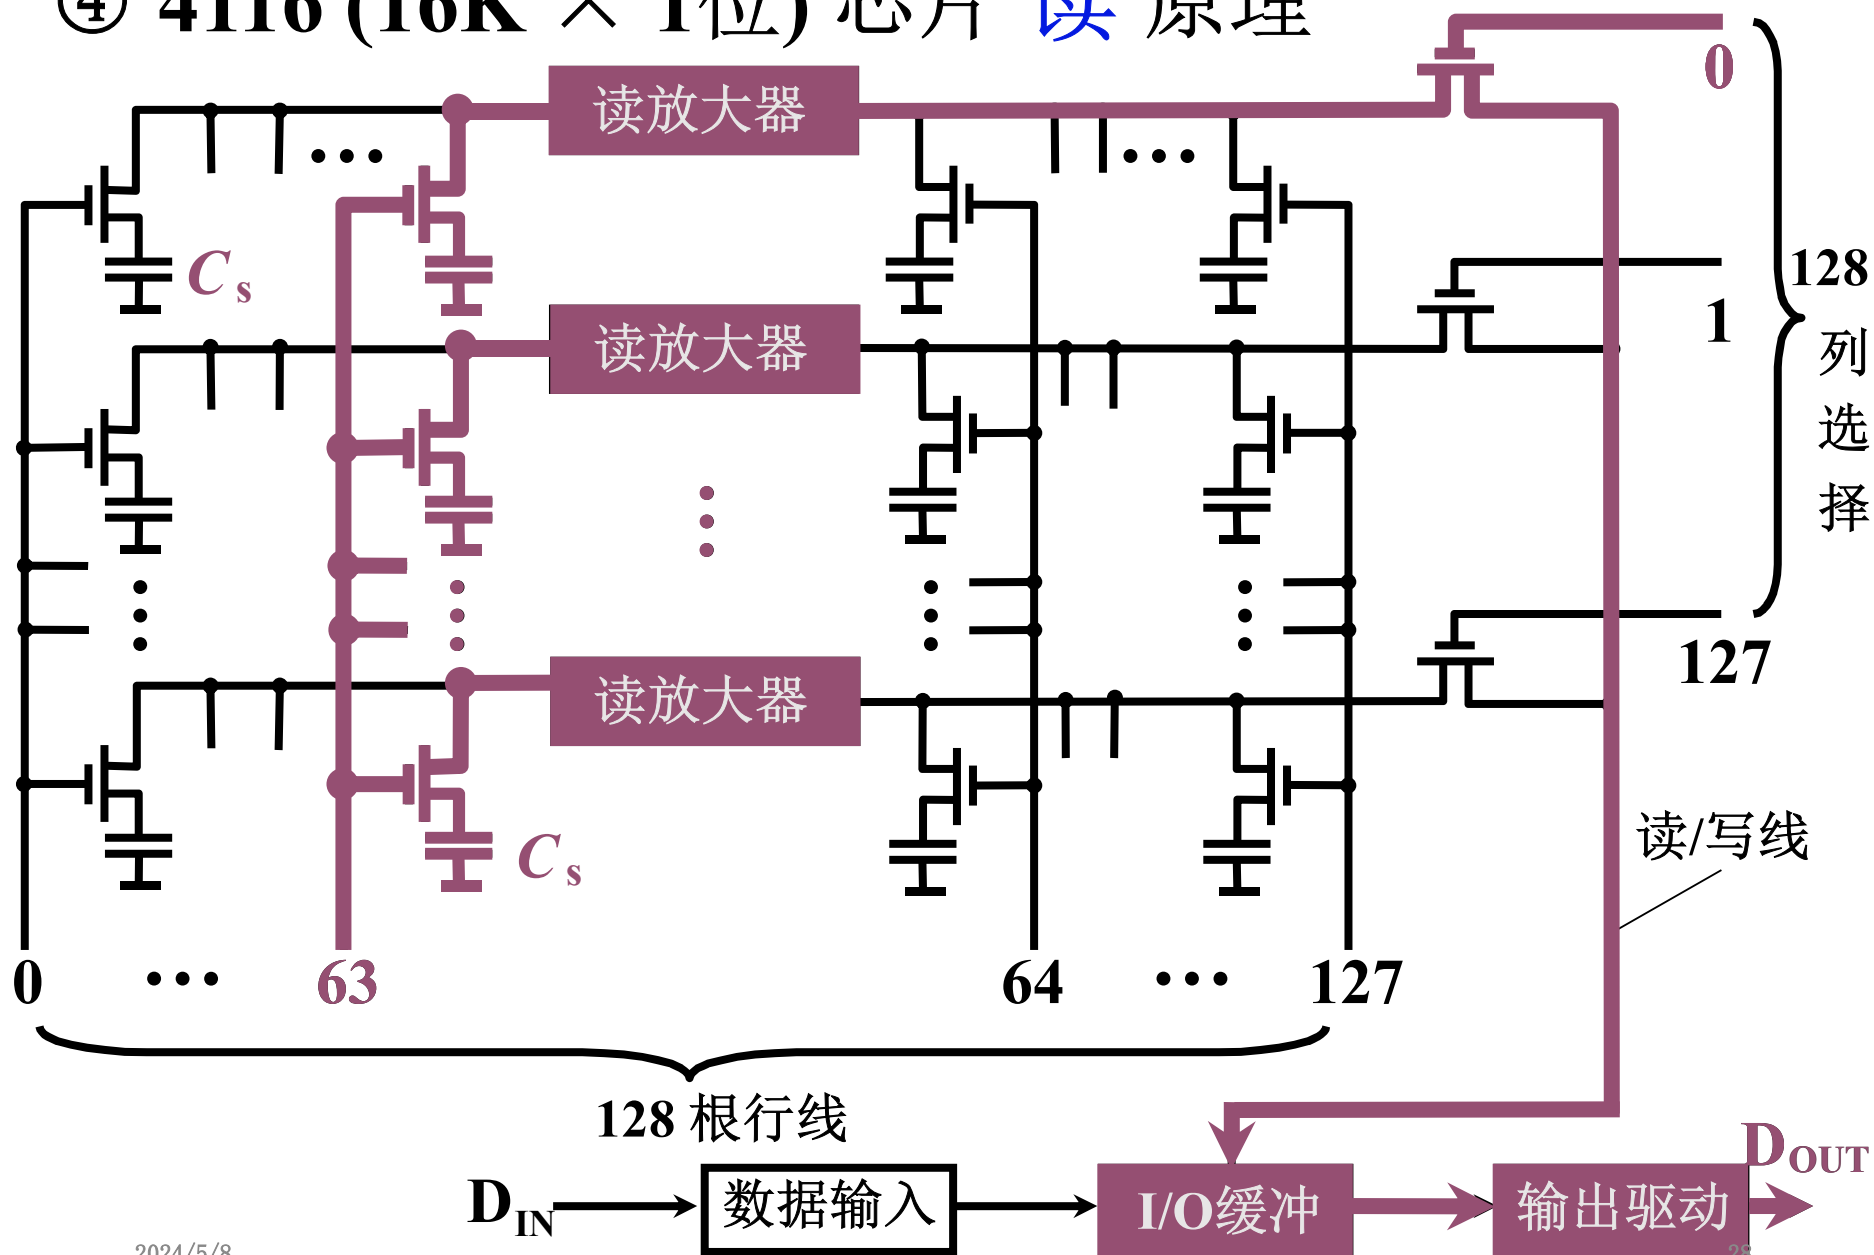 ④ 4116 (16K × 1位) 芯片 读 原理
0
读放大器
Cs
128
列
选
择
读放大器
1
127
读放大器
Cs
读/写线
0 … 63 64 … 127
128 根行线
DOUT
DIN 数据输入 I/O缓冲 输出驱动
2024/5/8 28